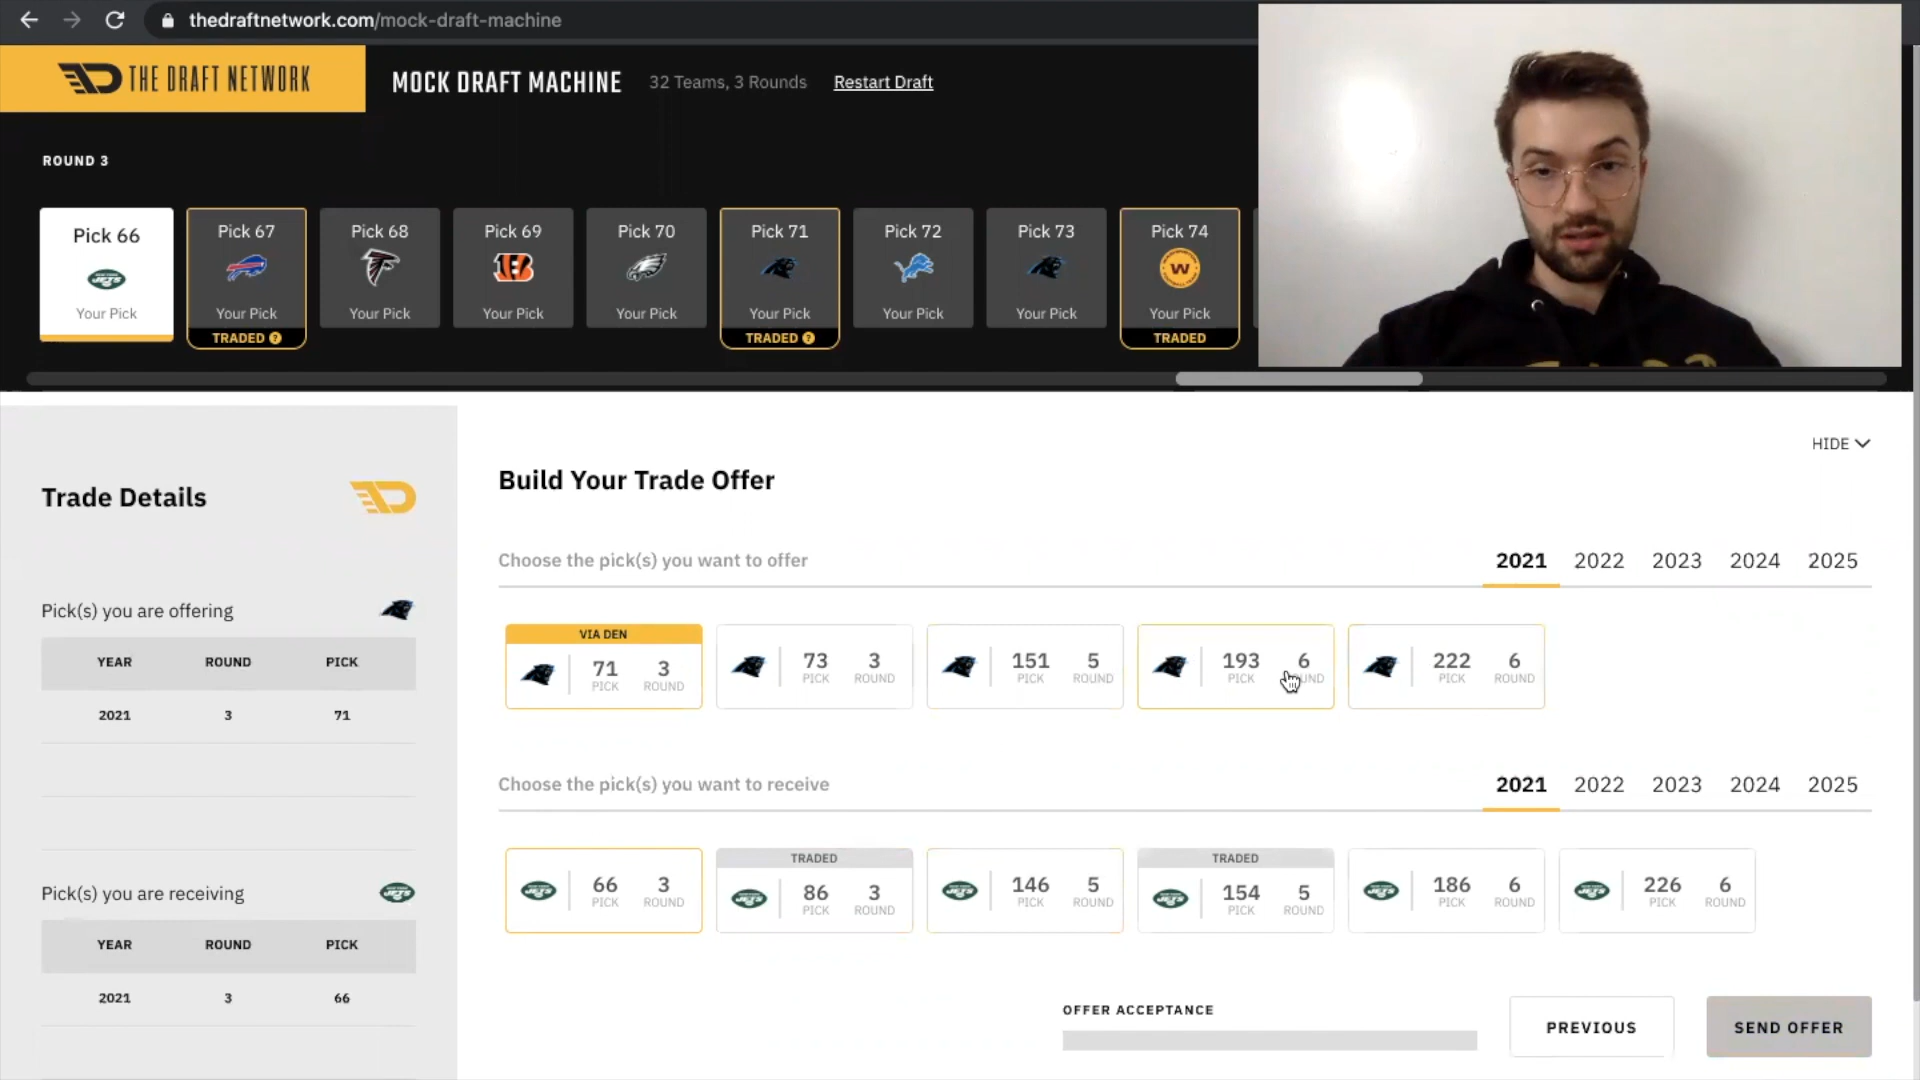 thedraftnetwork.com/mock-draft-machine
THE DRAFT NETWORK
MOCK DRAFT MACHINE 32 Teams, 3 Rounds Restart Draft
ROUND 3
Pick 66 Pick 67 Pick 68 Pick 69 Pick 70 Pick 71 Pick 72 Pick 73 Pick 74
Your Pick Your Pick Your Pick Your Pick Your Pick Your Pick Your Pick Your Pick Your Pick
TRADED ? TRADED ? TRADED
HIDE
Trade Details
Build Your Trade Offer
Choose the pick(s) you want to offer 2021 2022 2023 2024 2025
Pick(s) you are offering
YEAR ROUND PICK
2021 3 71
VIA DEN
71 3 73 3 151 5 193 6 222 6
PICK ROUND PICK ROUND PICK ROUND PICK UND PICK ROUND
Choose the pick(s) you want to receive 2021 2022 2023 2024 2025
Pick(s) you are receiving
YEAR ROUND PICK
2021 3 66
TRADED TRADED
66 3 86 3 146 5 154 5 186 6 226 6
PICK ROUND PICK ROUND PICK ROUND PICK ROUND PICK ROUND PICK ROUND
OFFER ACCEPTANCE
PREVIOUS SEND OFFER